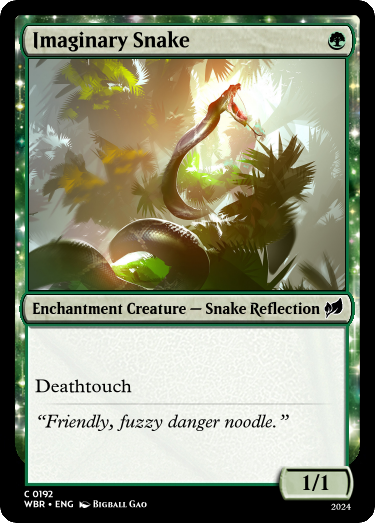 Imaginary Snake
Enchantment Creature — Snake Reflection
Deathtouch
“Friendly, fuzzy danger noodle.”
1/1
C 0192
WBR • ENG Bigball Gao
2024